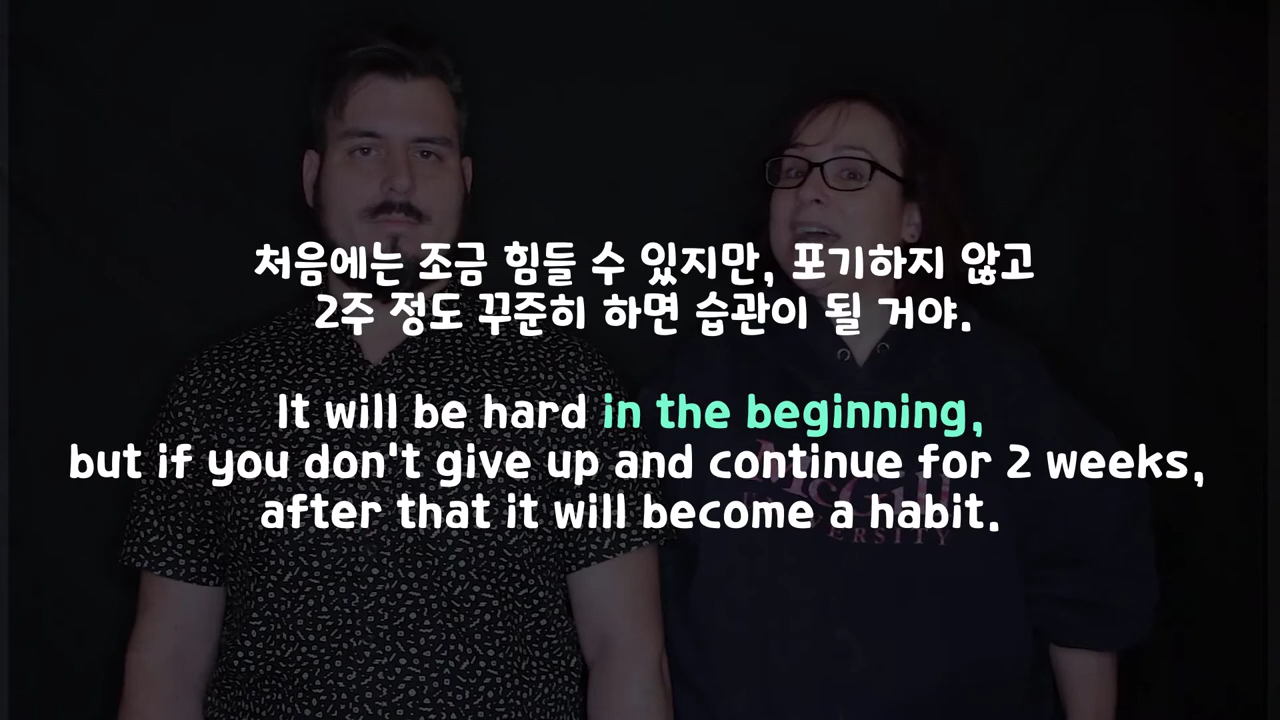 처음에는 조금 힘들 수 있지만, 포기하지 않고
2주 정도 꾸준히 하면 습관이 될 거야.
It will be hard in the beginning,
but if you don't give up and continue for 2 weeks,
after that it will become a habit.
McGill
ERSITY